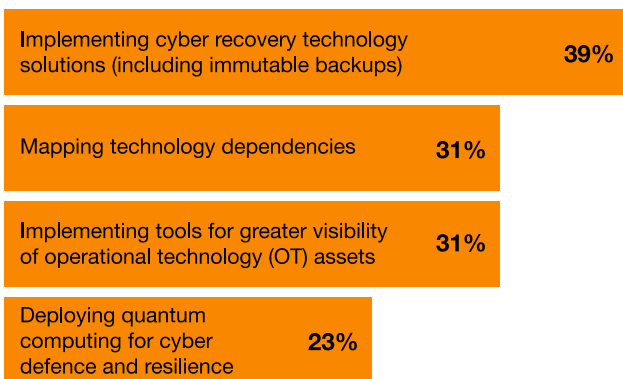 Implementing cyber recovery technology
solutions (including immutable backups)
39%
Mapping technology dependencies
31%
Implementing tools for greater visibility
of operational technology (OT) assets
31%
Deploying quantum
computing for cyber
defence and resilience
23%